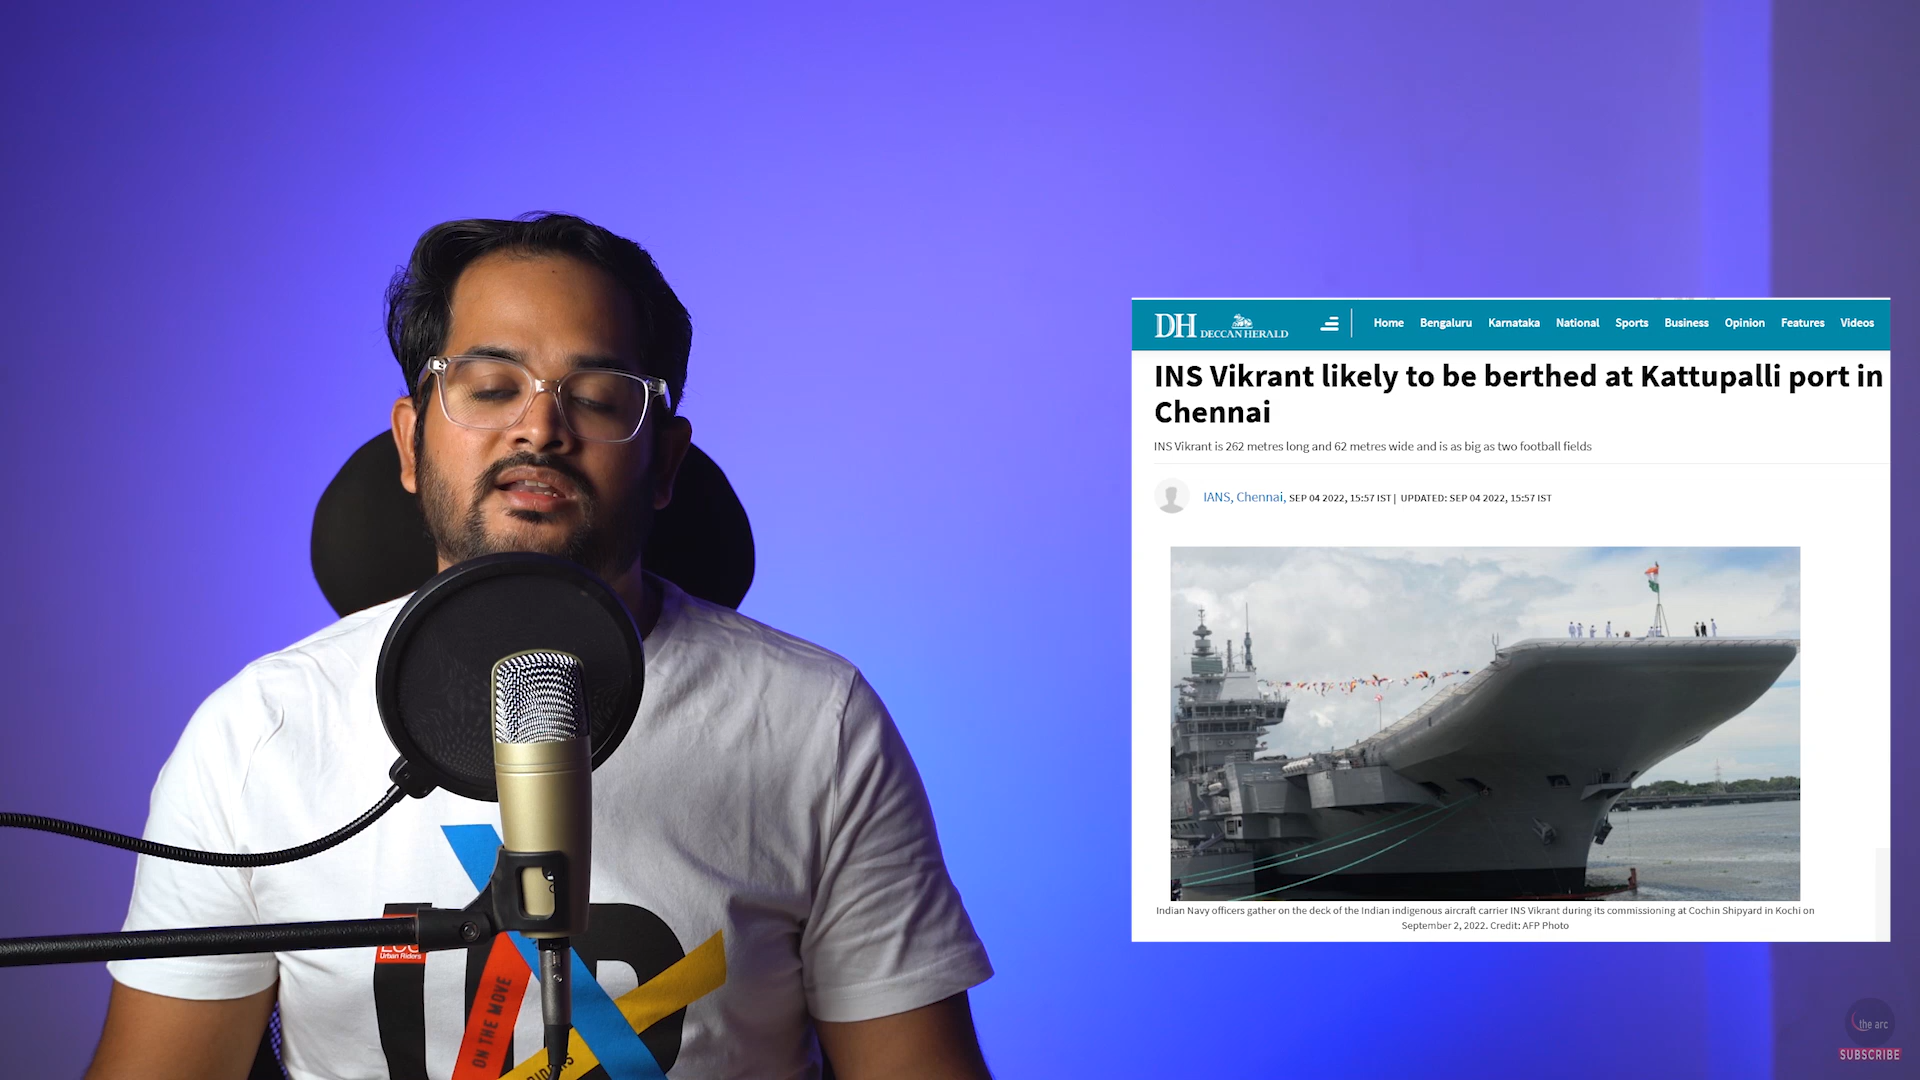 DH DECCAN HERALD
Home Bengaluru Karnataka National Sports Business Opinion Features Videos
INS Vikrant likely to be berthed at Kattupalli port in
Chennai
INS Vikrant is 262 metres long and 62 metres wide and is as big as two football fields
IANS, Chennai, SEP 04 2022, 15:57 IST | UPDATED: SEP 04 2022, 15:57 IST
Indian Navy officers gather on the deck of the Indian indigenous aircraft carrier INS Vikrant during its commissioning at Cochin Shipyard in Kochi on
September 2, 2022. Credit: AFP Photo
Urban Riders
ON THE MOVE
the arc
SUBSCRIBE